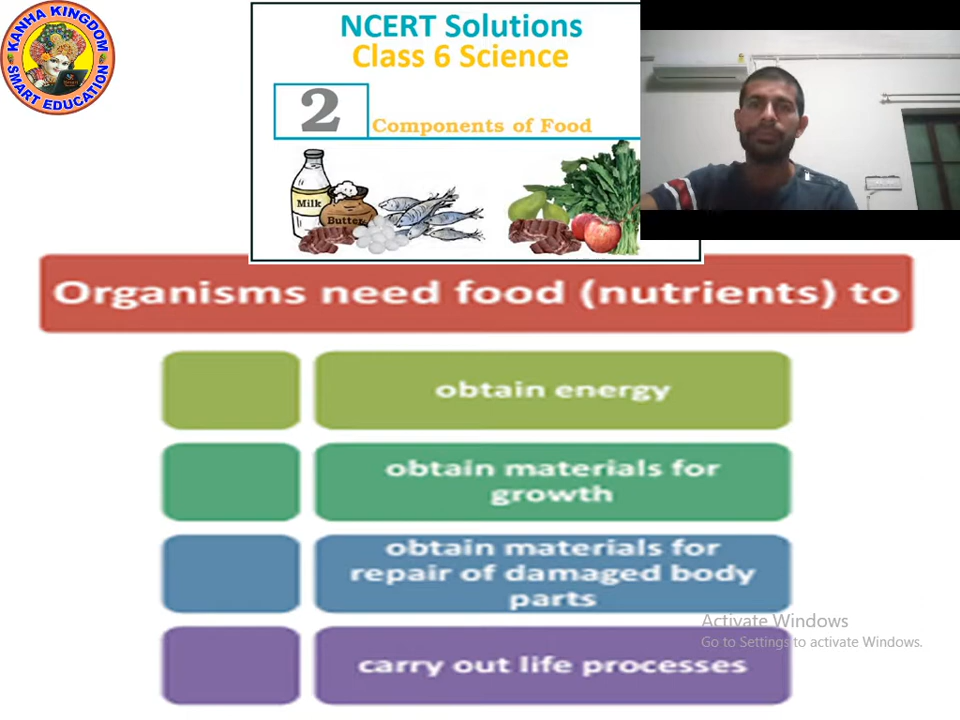 KANHA KINGDOM
SMART EDUCATION
NCERT Solutions
Class 6 Science
2
Components of Food
Milk
Butter
Organisms need food (nutrients) to
obtain energy
obtain materials for
growth
obtain materials for
repair of damaged body
parts
carry out life processes
Activate Windows
Go to Settings to activate Windows.